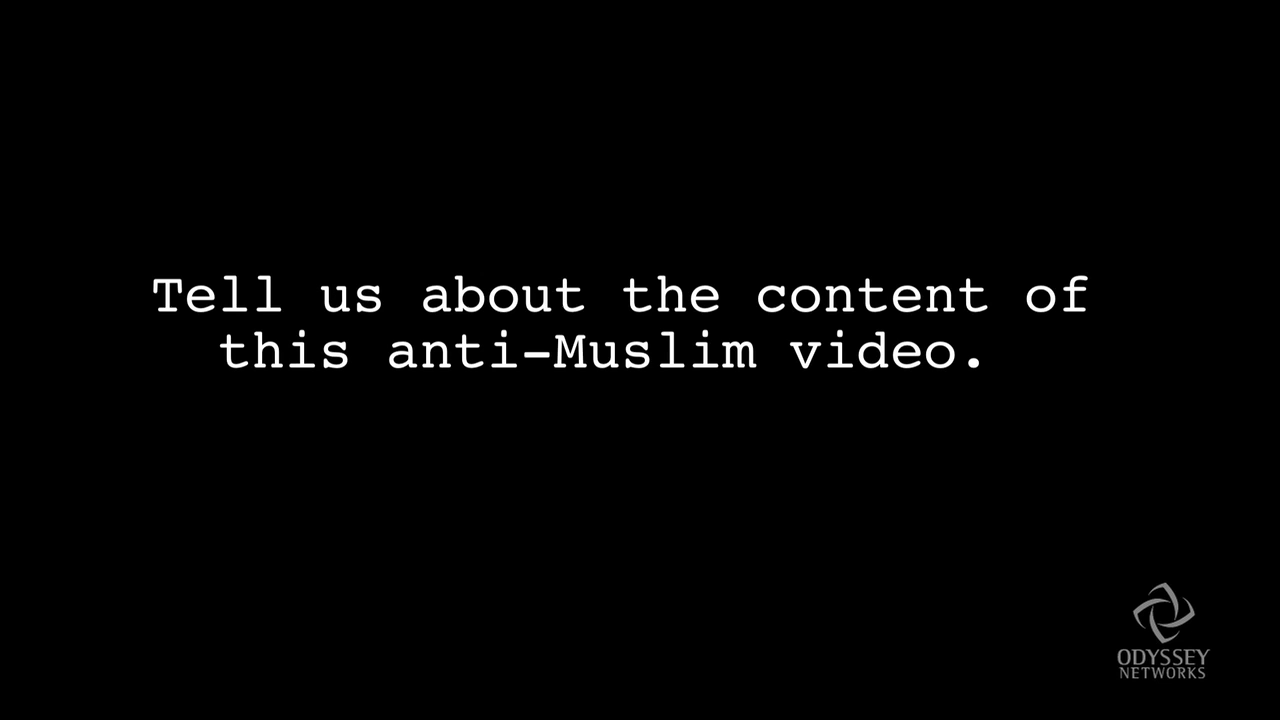 Tell us about the content of
this anti-Muslim video.
ODYSSEY
NETWORKS